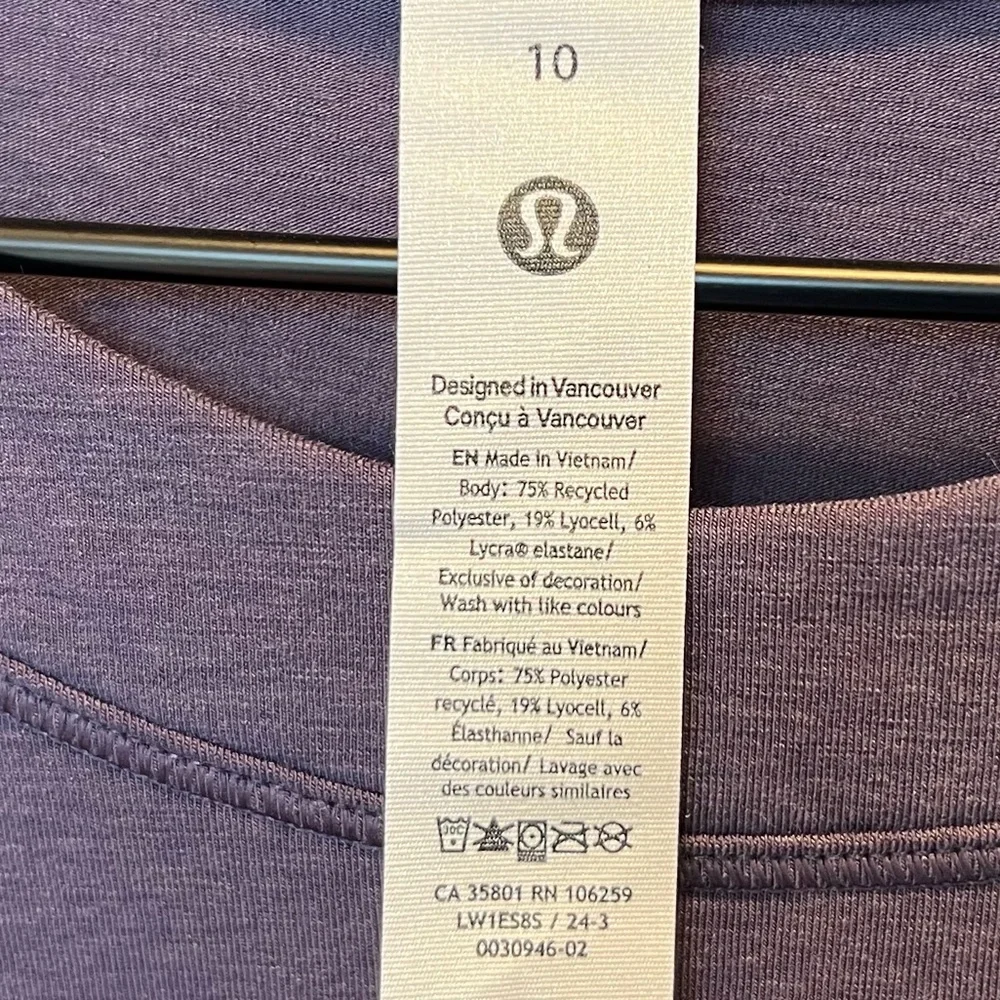 10
Designed in Vancouver
Conçu à Vancouver
EN Made in Vietnam/
Body: 75% Recycled
Polyester, 19% Lyocell, 6%
Lycra® elastane/
Exclusive of decoration/
Wash with like colours
FR Fabriqué au Vietnam/
Corps: 75% Polyester
recyclé, 19% Lyocell, 6%
Élasthanne/ Sauf la
décoration/ Lavage avec
des couleurs similaires
30C
CA 35801 RN 106259
LW1ES8S / 24-3
0030946-02